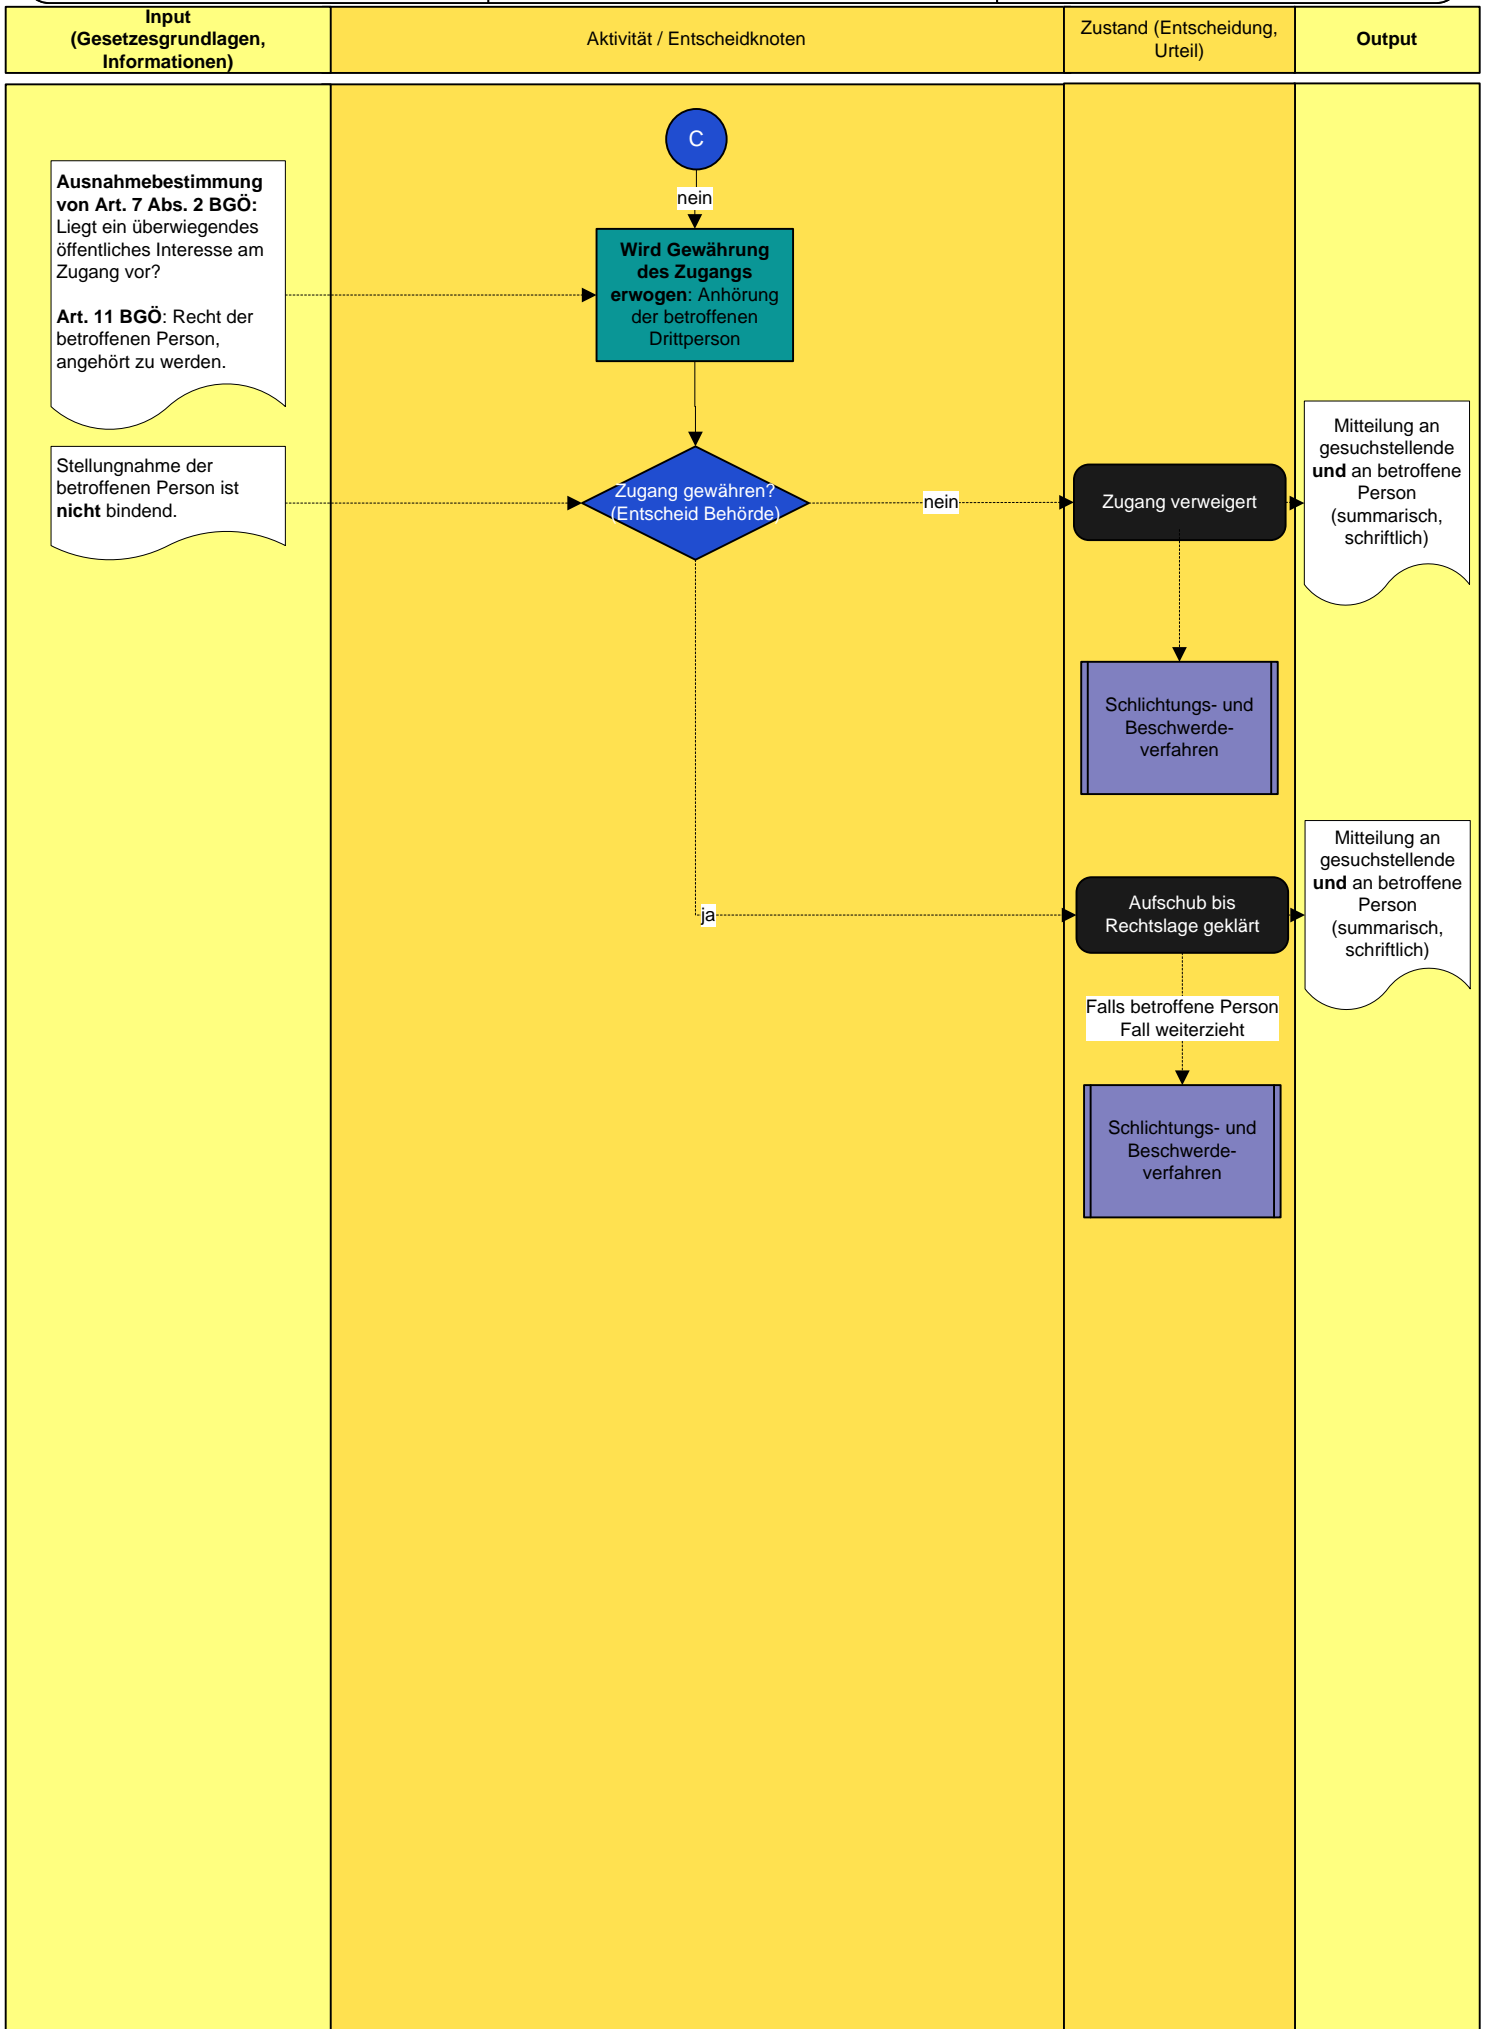 Input
(Gesetzesgrundlagen,
Informationen)
Aktivität / Entscheidknoten
Zustand (Entscheidung,
Urteil)
Output
C
nein
Ausnahmebestimmung
von Art. 7 Abs. 2 BGÖ:
Liegt ein überwiegendes
öffentliches Interesse am
Zugang vor?
Art. 11 BGÖ: Recht der
betroffenen Person,
angehört zu werden.
Wird Gewährung
des Zugangs
erwogen: Anhörung
der betroffenen
Drittperson
Stellungnahme der
betroffenen Person ist
nicht bindend.
Zugang gewähren?
(Entscheid Behörde)
nein
Zugang verweigert
Mitteilung an
gesuchstellende
und an betroffene
Person
(summarisch,
schriftlich)
Schlichtungs- und
Beschwerde-
verfahren
ja
Aufschub bis
Rechtslage geklärt
Mitteilung an
gesuchstellende
und an betroffene
Person
(summarisch,
schriftlich)
Falls betroffene Person
Fall weiterzieht
Schlichtungs- und
Beschwerde-
verfahren